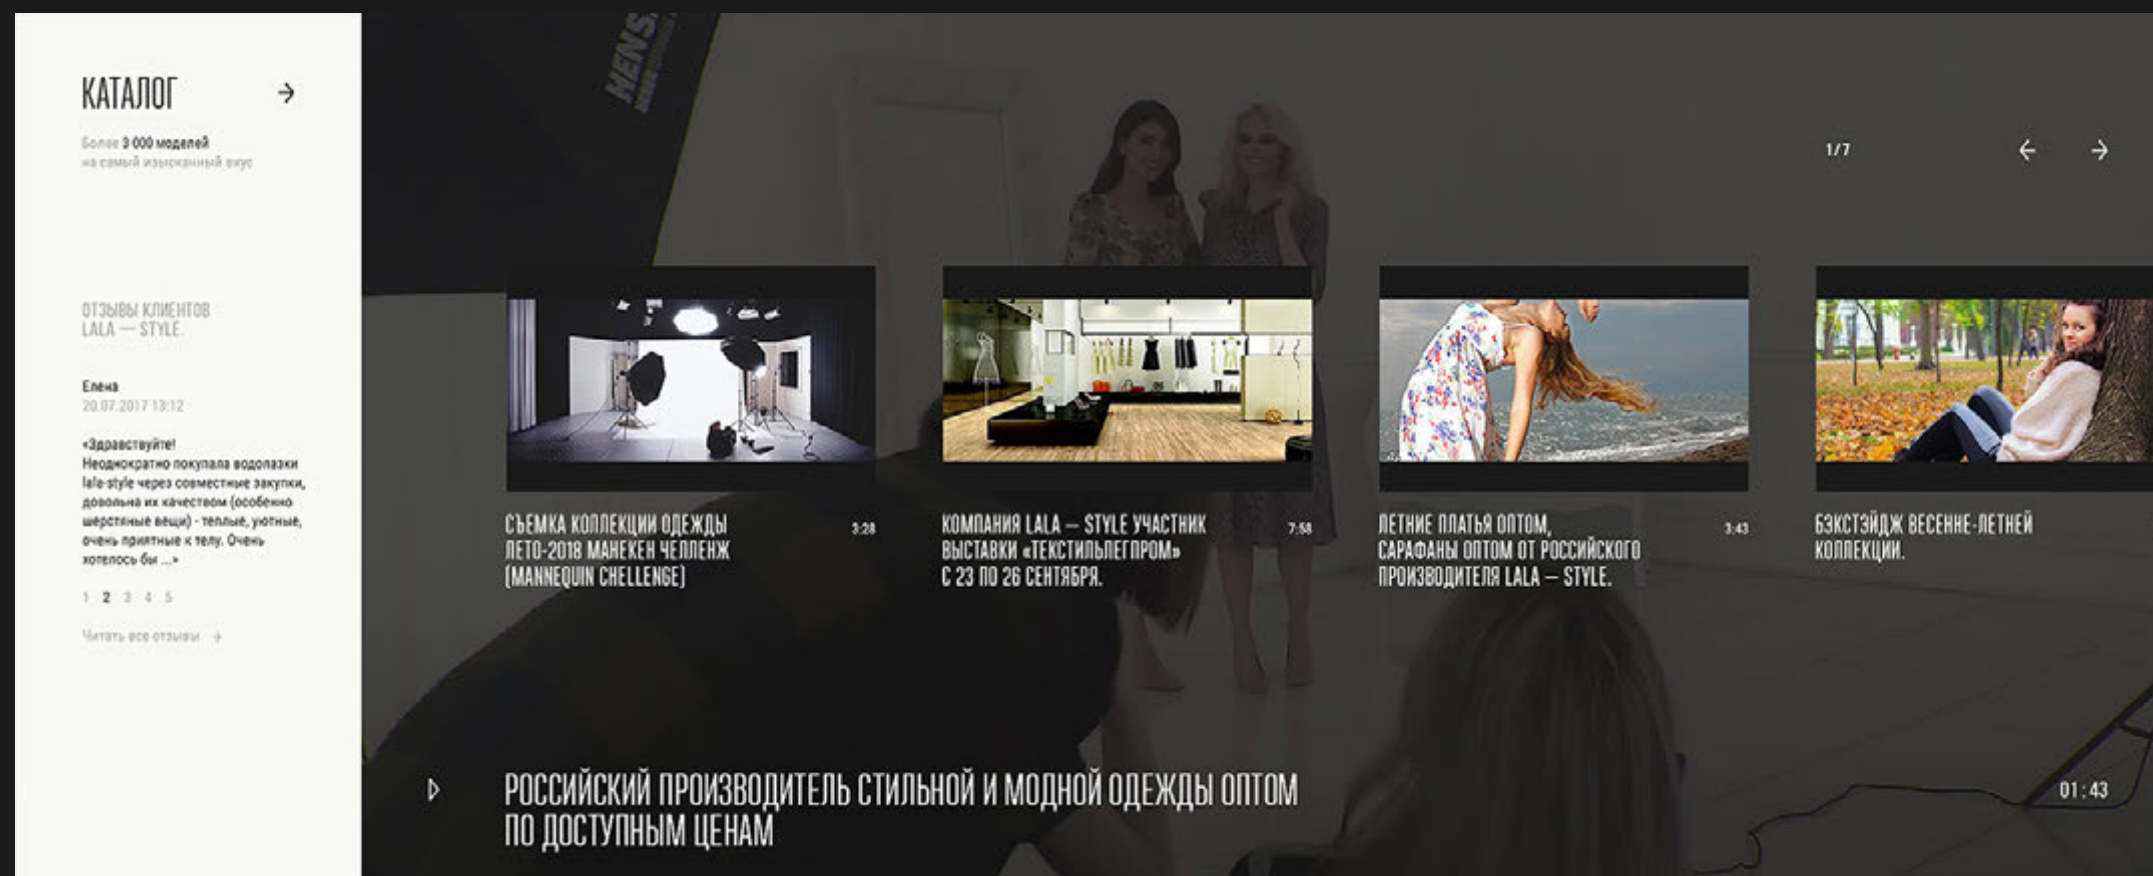 КАТАЛОГ →
Более 3 000 моделей
на самый изысканный вкус
ОТЗЫВЫ КЛИЕНТОВ
LALA — STYLE.
Елена
20.07.2017 13:12
«Здравствуйте!
Неоднократно покупала водолазки
lala-style через совместные закупки,
довольна их качеством (особенно
шерстяные вещи) - теплые, уютные,
очень приятные к телу. Очень
хотелось бы ...»
1 2 3 4 5
Читать все отзывы →
HENS
1/7 ← →
СЪЕМКА КОЛЛЕКЦИИ ОДЕЖДЫ
ЛЕТО-2018 МАНЕКЕН ЧЕЛЛЕНЖ
(MANNEQUIN CHELLENGE)
3:28
КОМПАНИЯ LALA — STYLE УЧАСТНИК
ВЫСТАВКИ «ТЕКСТИЛЬЛЕГПРОМ»
С 23 ПО 26 СЕНТЯБРЯ.
7:58
ЛЕТНИЕ ПЛАТЬЯ ОПТОМ,
САРАФАНЫ ОПТОМ ОТ РОССИЙСКОГО
ПРОИЗВОДИТЕЛЯ LALA — STYLE.
3:43
БЭКСТЭЙДЖ ВЕСЕННЕ-ЛЕТНЕЙ
КОЛЛЕКЦИИ.
РОССИЙСКИЙ ПРОИЗВОДИТЕЛЬ СТИЛЬНОЙ И МОДНОЙ ОДЕЖДЫ ОПТОМ
ПО ДОСТУПНЫМ ЦЕНАМ
01:43